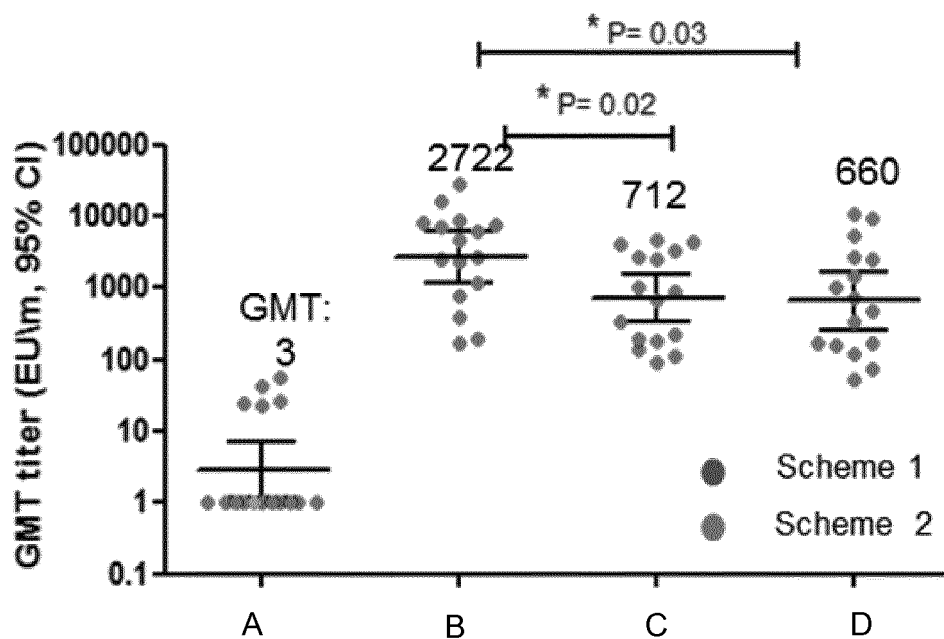 * P= 0.03
* P= 0.02
GMT titer (EU\m, 95% CI)
100000
10000
1000
100
10
1
0.1
GMT:
3
2722
712
660
Scheme 1
Scheme 2
A
B
C
D